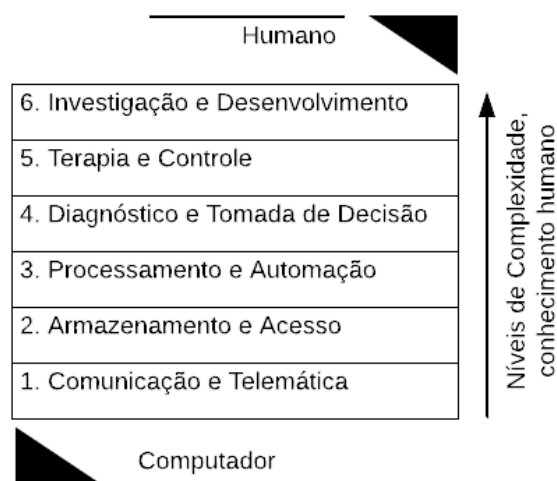 Humano
6. Investigação e Desenvolvimento
5. Terapia e Controle
4. Diagnóstico e Tomada de Decisão
3. Processamento e Automação
2. Armazenamento e Acesso
1. Comunicação e Telemática
Computador
Níveis de Complexidade,
conhecimento humano